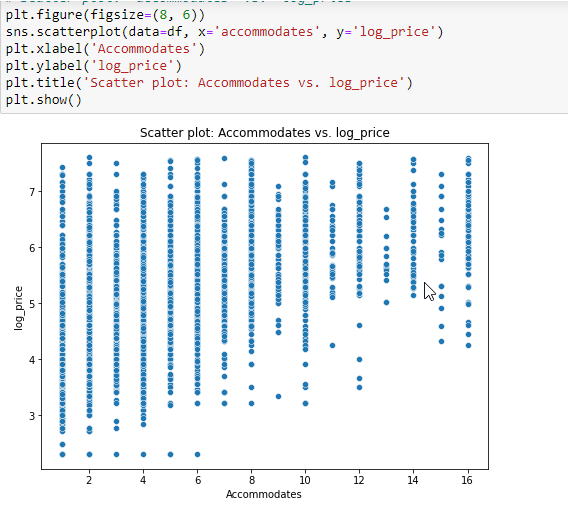 plt.figure(figsize=(8, 6))
sns.scatterplot(data=df, x='accommodates', y='log_price')
plt.xlabel('Accommodates')
plt.ylabel('log_price')
plt.title('Scatter plot: Accommodates vs. log_price')
plt.show()
Scatter plot: Accommodates vs. log_price
7
6
5
4
3
log_price
2 4 6 8 10 12 14 16
Accommodates